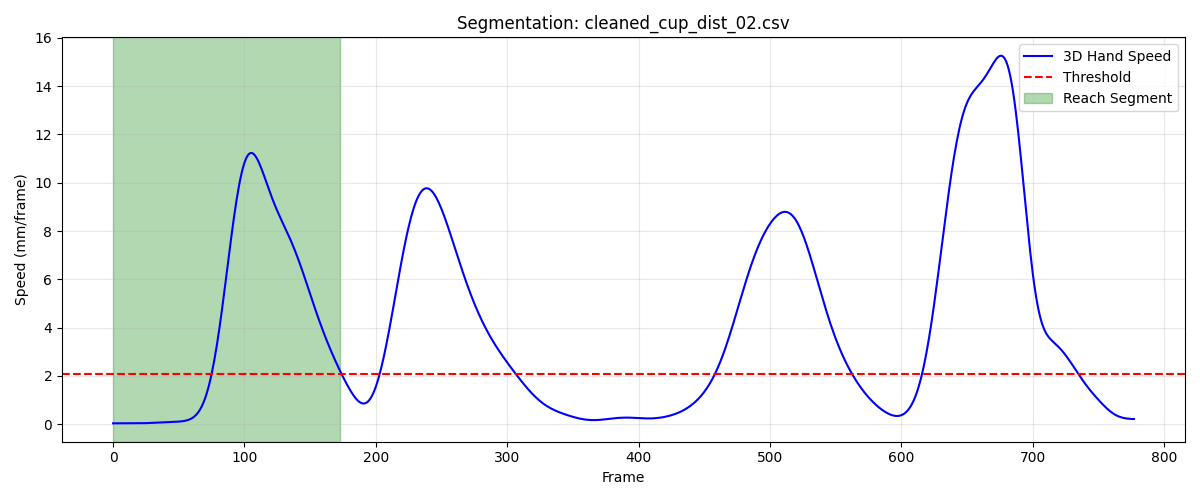 Segmentation: cleaned_cup_dist_02.csv
Speed (mm/frame)
16
14
12
10
8
6
4
2
0
3D Hand Speed
Threshold
Reach Segment
0 100 200 300 400 500 600 700 800
Frame